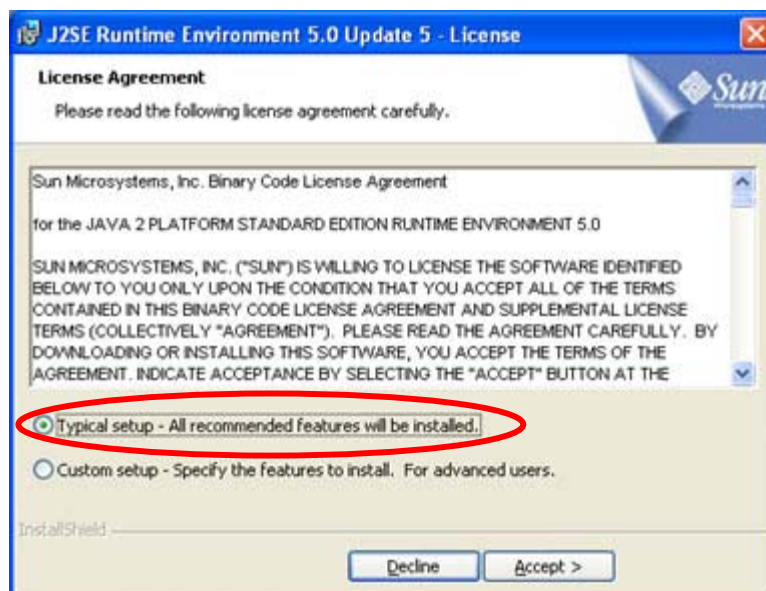 J2SE Runtime Environment 5.0 Update 5 - License
License Agreement
Please read the following license agreement carefully.
Sun
microsystems
Sun Microsystems, Inc. Binary Code License Agreement
for the JAVA 2 PLATFORM STANDARD EDITION RUNTIME ENVIRONMENT 5.0
SUN MICROSYSTEMS, INC. ("SUN") IS WILLING TO LICENSE THE SOFTWARE IDENTIFIED
BELOW TO YOU ONLY UPON THE CONDITION THAT YOU ACCEPT ALL OF THE TERMS
CONTAINED IN THIS BINARY CODE LICENSE AGREEMENT AND SUPPLEMENTAL LICENSE
TERMS (COLLECTIVELY "AGREEMENT"). PLEASE READ THE AGREEMENT CAREFULLY. BY
DOWNLOADING OR INSTALLING THIS SOFTWARE, YOU ACCEPT THE TERMS OF THE
AGREEMENT. INDICATE ACCEPTANCE BY SELECTING THE "ACCEPT" BUTTON AT THE
Typical setup - All recommended features will be installed.
Custom setup - Specify the features to install. For advanced users.
InstallShield
Decline
Accept >